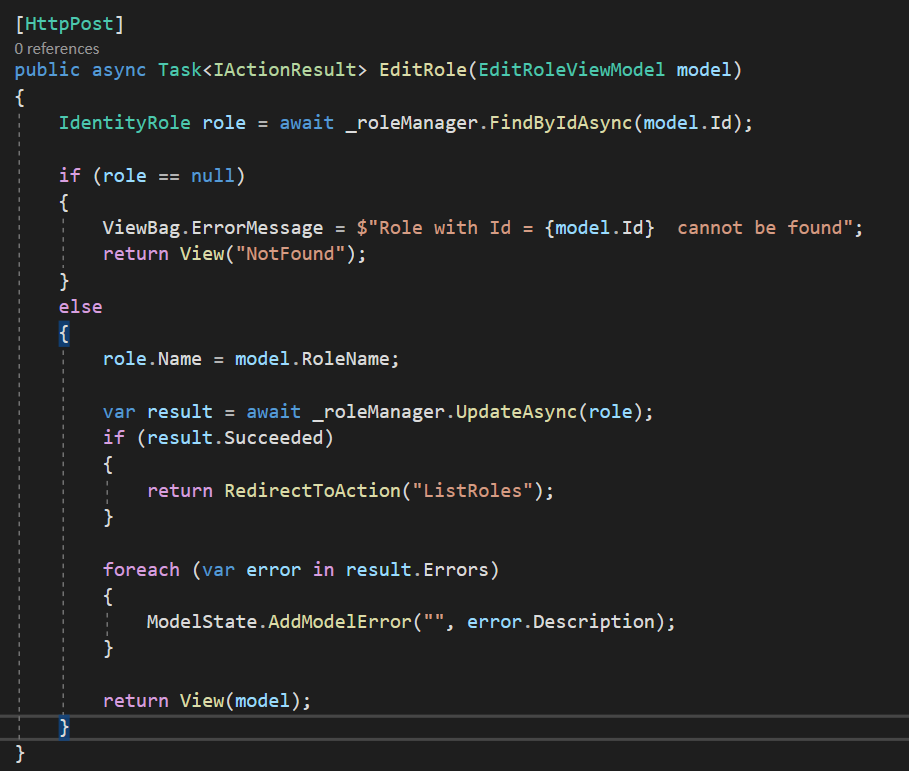 [HttpPost]
0 references
public async Task<IActionResult> EditRole(EditRoleViewModel model)
{
    IdentityRole role = await _roleManager.FindByIdAsync(model.Id);
    if (role == null)
    {
        ViewBag.ErrorMessage = $"Role with Id = {model.Id}  cannot be found";
        return View("NotFound");
    }
    else
    {
        role.Name = model.RoleName;
        var result = await _roleManager.UpdateAsync(role);
        if (result.Succeeded)
        {
            return RedirectToAction("ListRoles");
        }
        foreach (var error in result.Errors)
        {
            ModelState.AddModelError("", error.Description);
        }
        return View(model);
    }
}